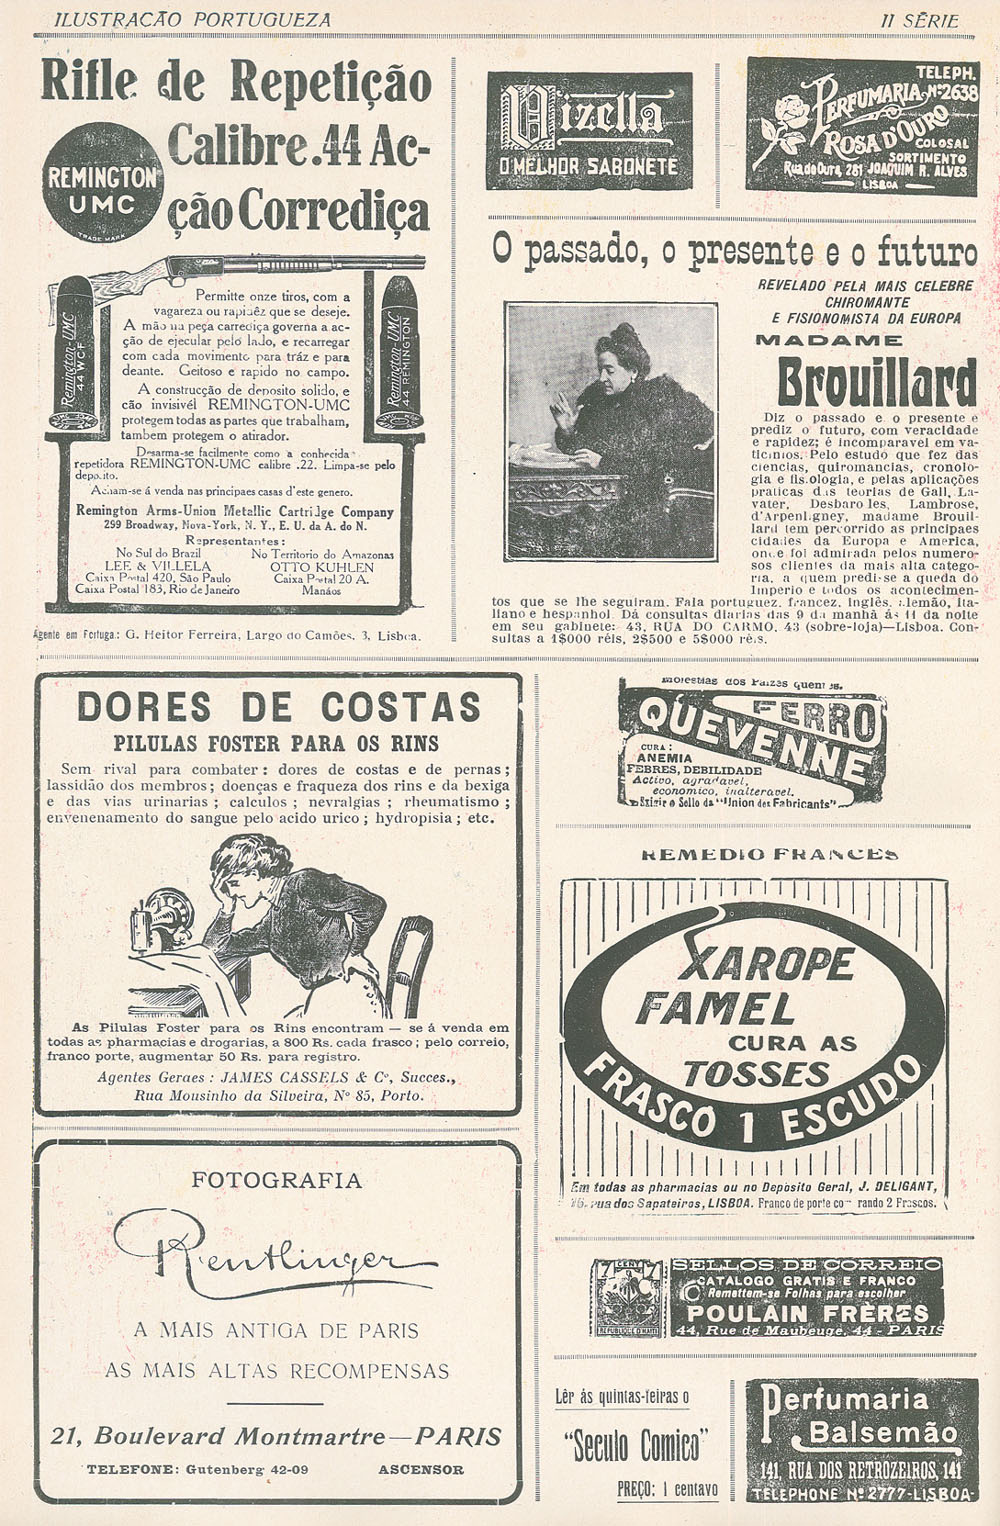 ILUSTRAÇÃO PORTUGUEZA
II SÉRIE
Rifle de Repetição
Calibre .44 Ac-
ção Corrediça
REMINGTON
UMC
TRADE MARK
Permitte onze tiros, com a
vagareza ou rapidêz que se deseje.
A mão na peça carrediça governa a ac-
ção de ejecular pelo lado, e recarregar
com cada movimento para tráz e para
deante. Geitoso e rapido no campo.
A construcção de deposito solido, e
cão invisivél REMINGTON-UMC
protegem todas as partes que trabalham,
tambem protegem o atirador.
Desarma-se facilmente como a conhecida
repetidora REMINGTON-UMC calibre .22. Limpa-se pelo
deposito.
Acham-se á venda nas principaes casas d'este genero.
Remington Arms-Union Metallic Cartridge Company
299 Broadway, Nova-York, N. Y., E. U. da A. do N.
Representantes:
No Sul do Brazil
LEE & VILLELA
Caixa Postal 420, São Paulo
Caixa Postal 183, Rio de Janeiro
No Territorio do Amazonas
OTTO KUHLEN
Caixa Postal 20 A.
Manáos
Remington-UMC
44 W.C.F.
Remington-UMC
44 REMINGTON
Agente em Portugal: G. Heitor Ferreira, Largo do Camões, 3, Lisboa.
Vizella
O MELHOR SABONETE
TELEPH.
Nº 2638
PERFUMARIA
ROSA D'OURO
COLOSAL
SORTIMENTO
Rua do Ouro, 281 JOAQUIM R. ALVES
LISBOA
O passado, o presente e o futuro
REVELADO PELA MAIS CELEBRE
CHIROMANTE
E FISIONOMISTA DA EUROPA
MADAME
Brouillard
Diz o passado e o presente e
prediz o futuro, com veracidade
e rapidez; é incomparavel em va-
ticinios. Pelo estudo que fez das
ciencias, quiromancias, cronolo-
gia e fisiologia, e pelas aplicações
praticas das teorias de Gall, La-
vater, Desbarolles, Lambrose,
d'Arpenligney, madame Brouil-
lard tem percorrido as principaes
cidades da Europa e America,
onde foi admirada pelos numero-
sos clientes da mais alta catego-
ria, a quem predisse a queda do
Imperio e todos os acontecimen-
tos que se lhe seguiram. Fala portuguez, francez, inglês, alemão, ita-
liano e hespanhol. Dá consultas diarias das 9 da manhã ás 11 da noite
em seu gabinete: 43, RUA DO CARMO, 43 (sobre-loja)—Lisboa. Con-
sultas a 1$000 réis, 2$500 e 5$000 réis.
DORES DE COSTAS
PILULAS FOSTER PARA OS RINS
Sem rival para combater: dores de costas e de pernas;
lassidão dos membros; doenças e fraqueza dos rins e da bexiga
e das vias urinarias; calculos; nevralgias; rheumatismo;
envenenamento do sangue pelo acido urico; hydropisia; etc.
As Pilulas Foster para os Rins encontram — se á venda em
todas as pharmacias e drogarias, a 800 Rs. cada frasco; pelo correio,
franco porte, augmentar 50 Rs. para registro.
Agentes Geraes: JAMES CASSELS & Cº, Succes.,
Rua Mousinho da Silveira, Nº 85, Porto.
molestias dos Paizes quentes.
FERRO
QUEVENNE
CURA:
ANEMIA
FEBRES, DEBILIDADE
Activo, agradavel
economico, inalteravel.
Exigir o Sello da "Union des Fabricants"
REMEDIO FRANCES
XAROPE
FAMEL
CURA AS
TOSSES
FRASCO 1 ESCUDO
Em todas as pharmacias ou no Deposito Geral, J. DELIGANT,
15, rua dos Sapateiros, LISBOA. Franco de porte comprando 2 Frascos.
FOTOGRAFIA
Reutlinger
A MAIS ANTIGA DE PARIS
AS MAIS ALTAS RECOMPENSAS
21, Boulevard Montmartre—PARIS
TELEFONE: Gutenberg 42-09
ASCENSOR
7 CENT 7
REPUBLIQUE D'HAITI
SELLOS DE CORREIO
CATALOGO GRATIS E FRANCO
Remettem-se Folhas para escolher
POULAIN FRÈRES
44, Rue de Maubeuge, 44 - PARIS
Lêr ás quintas-feiras o
"Seculo Comico"
PREÇO: 1 centavo
Perfumaria
Balsemão
141, RUA DOS RETROZEIROS, 141
TELEPHONE Nº 2777-LISBOA-